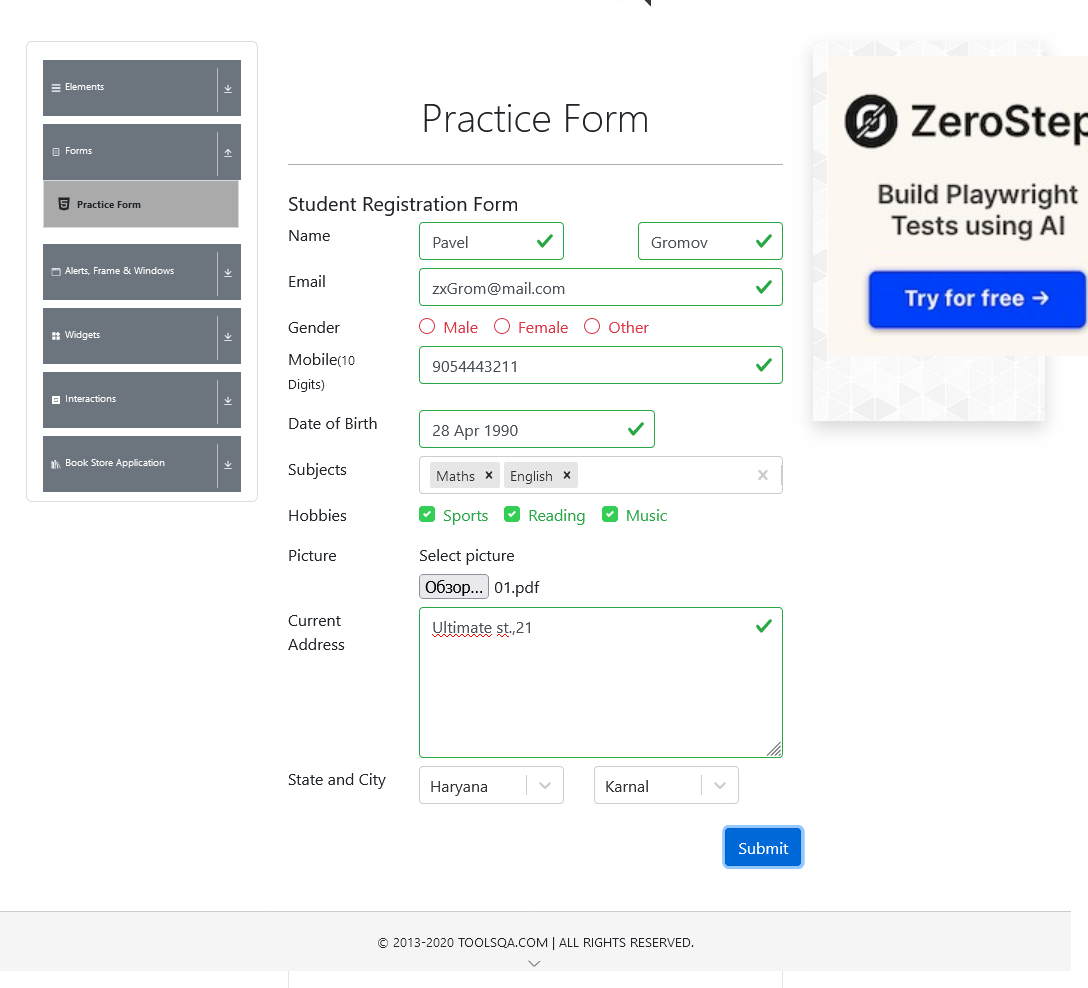 Elements
Forms
Practice Form
Alerts, Frame & Windows
Widgets
Interactions
Book Store Application
Practice Form
Student Registration Form
Name Pavel Gromov
Email zxGrom@mail.com
Gender Male Female Other
Mobile(10 Digits) 9054443211
Date of Birth 28 Apr 1990
Subjects Maths × English ×
Hobbies Sports Reading Music
Picture Select picture
Обзор... 01.pdf
Current Address Ultimate st.,21
State and City Haryana Karnal
Submit
ZeroStep
Build Playwright
Tests using AI
Try for free →
© 2013-2020 TOOLSQA.COM | ALL RIGHTS RESERVED.